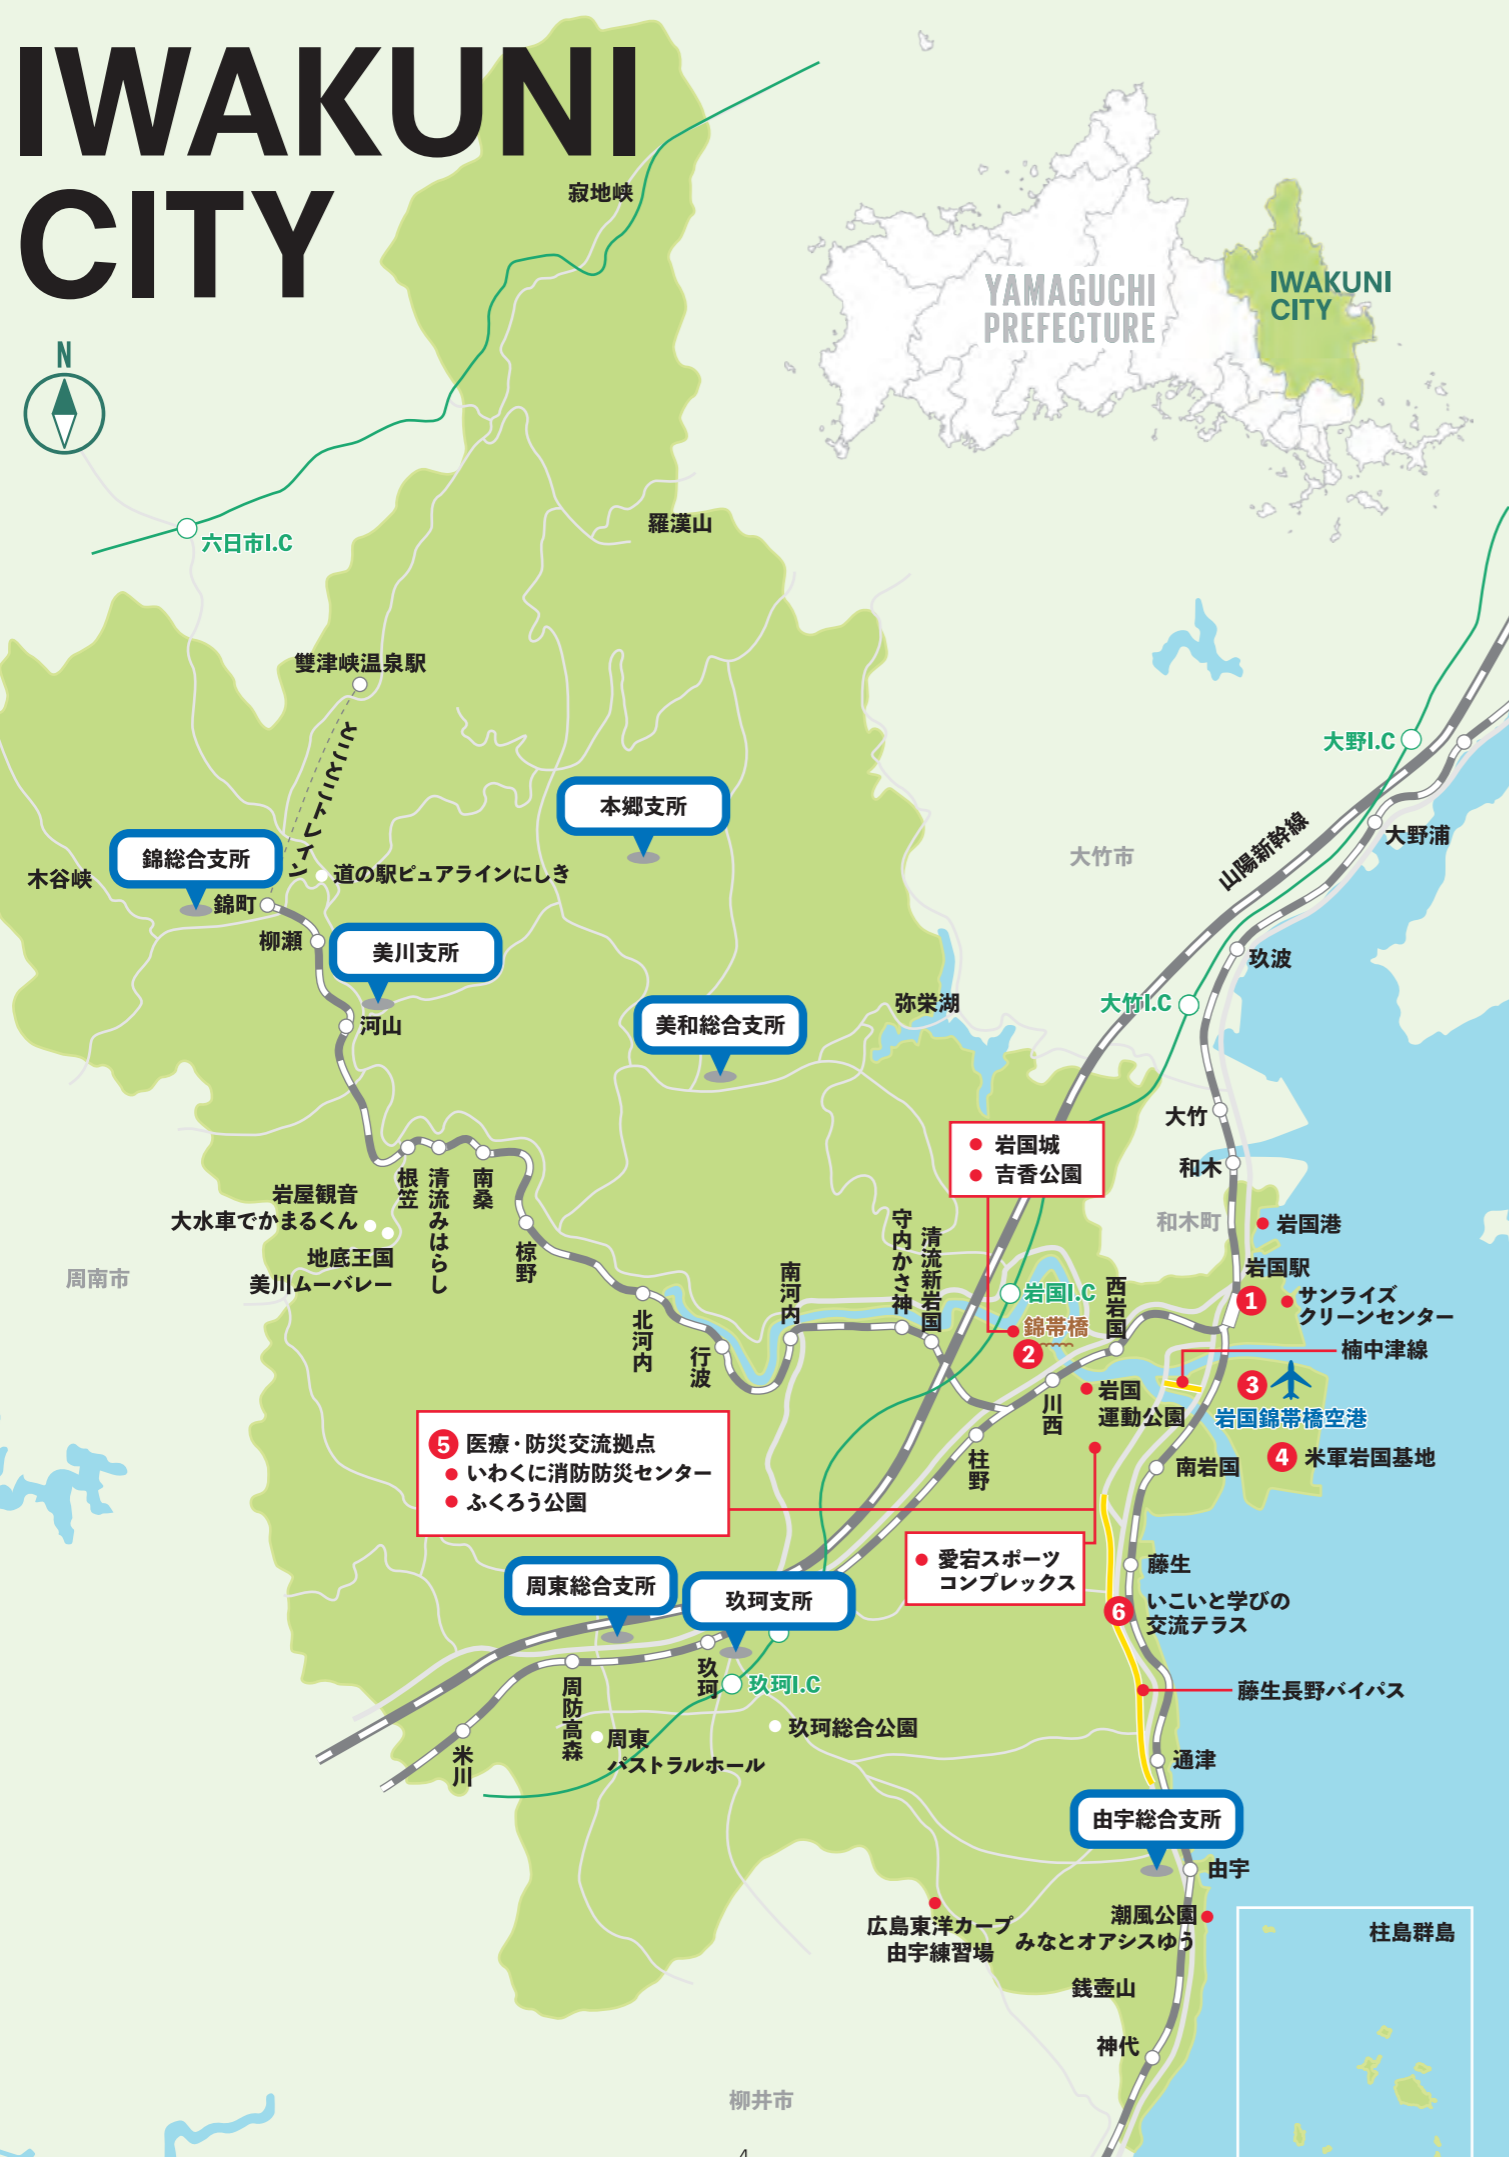 IWAKUNI
CITY
N
YAMAGUCHI
PREFECTURE
IWAKUNI
CITY
寂地峡
羅漢山
六日市I.C
雙津峡温泉駅
とことこトレイン
大野I.C
山陽新幹線
大野浦
大竹市
本郷支所
錦総合支所
木谷峡
道の駅ピュアラインにしき
錦町
柳瀬
美川支所
河山
玖波
弥栄湖
大竹I.C
美和総合支所
大竹
和木
和木町
岩国城
吉香公園
根笠
清流みはらし
南桑
岩屋観音
大水車でかまるくん
地底王国
美川ムーバレー
周南市
椋野
北河内
行波
南河内
守内かさ神
清流新岩国
岩国I.C
錦帯橋
2
西岩国
岩国港
岩国駅
1
サンライズ
クリーンセンター
楠中津線
3
岩国錦帯橋空港
4 米軍岩国基地
川西
岩国
運動公園
柱野
南岩国
5 医療・防災交流拠点
いわくに消防防災センター
ふくろう公園
愛宕スポーツ
コンプレックス
藤生
6 いこいと学びの
交流テラス
周東総合支所
玖珂支所
玖珂
玖珂I.C
周防高森
米川
周東
パストラルホール
玖珂総合公園
藤生長野バイパス
通津
由宇総合支所
由宇
広島東洋カープ
由宇練習場
潮風公園
みなとオアシスゆう
銭壺山
神代
柱島群島
柳井市
4